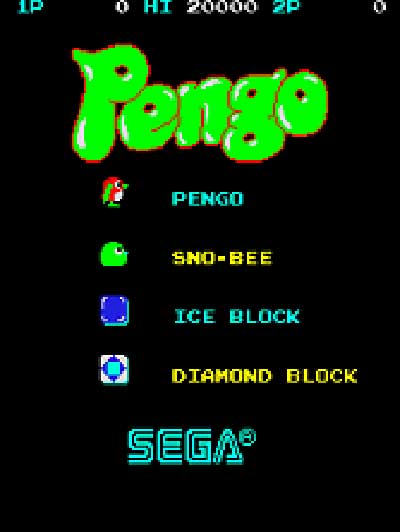 1P 0 HI 20000 2P 0
Pengo
PENGO
SNO-BEE
ICE BLOCK
DIAMOND BLOCK
SEGA®